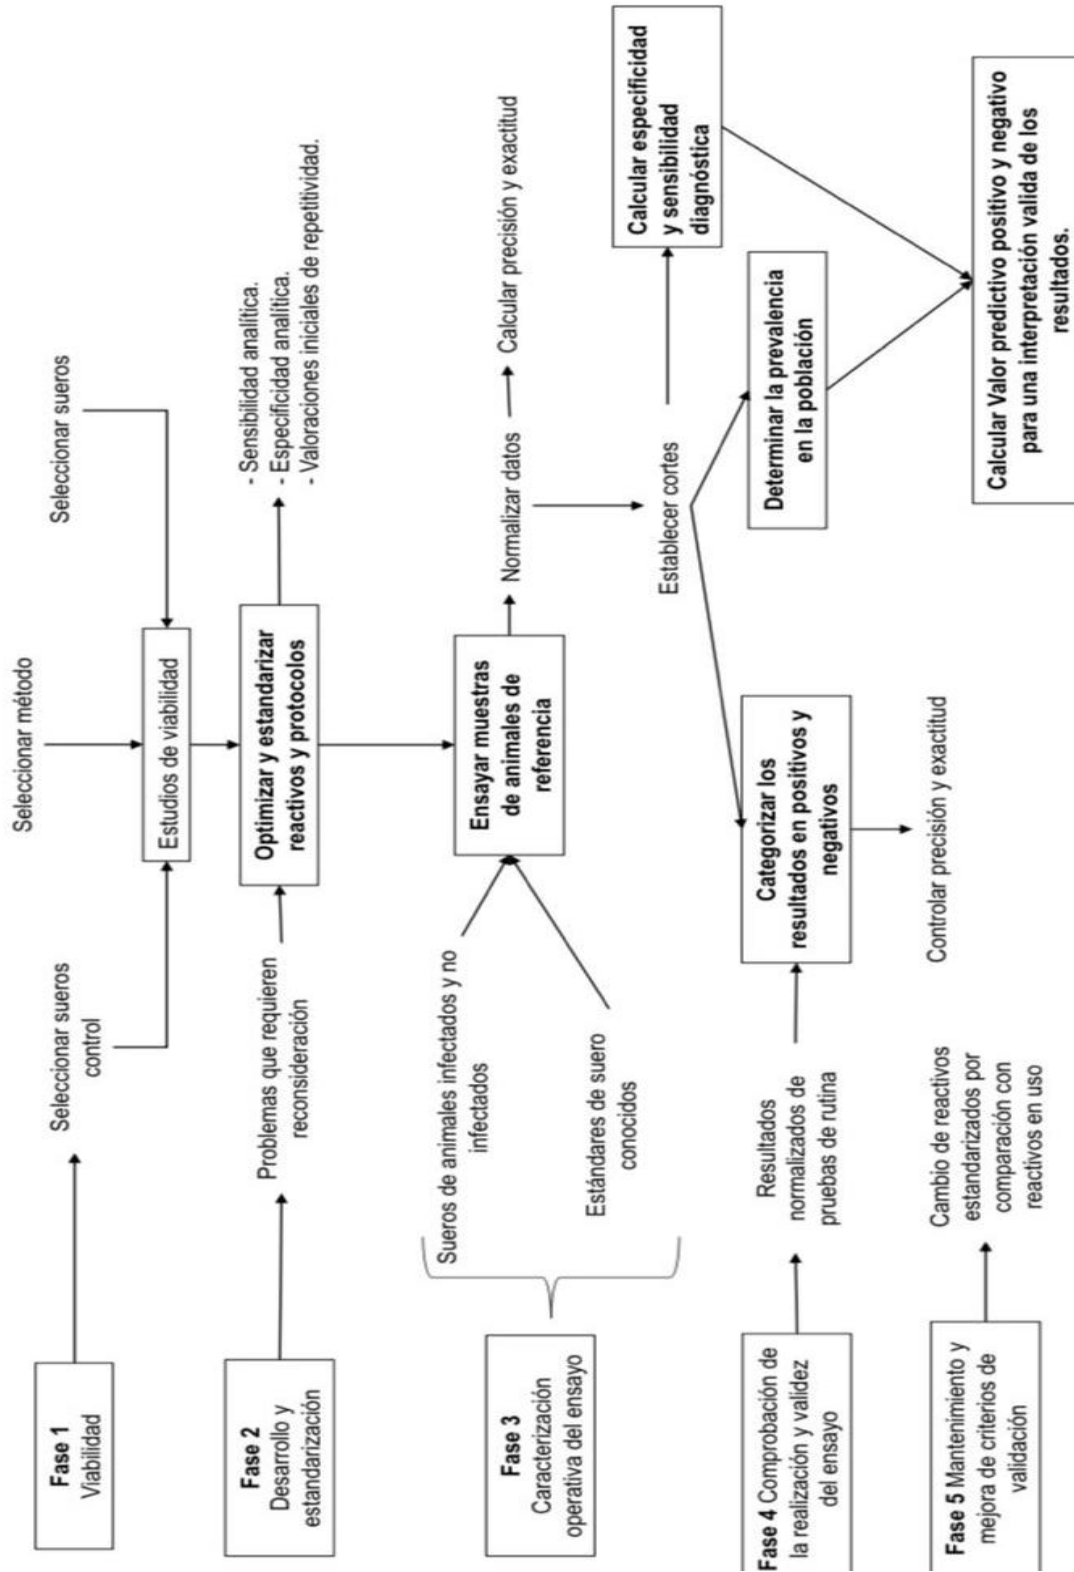 Seleccionar método
Seleccionar sueros
control
Seleccionar sueros
Fase 1
Viabilidad
Estudios de viabilidad
Fase 2
Desarrollo y
estandarización
Problemas que requieren
reconsideración
Optimizar y estandarizar
reactivos y protocolos
- Sensibilidad analítica.
- Especificidad analítica.
- Valoraciones iniciales de repetitividad.
Fase 3
Caracterización
operativa del ensayo
Sueros de animales infectados y no
infectados
Estándares de suero
conocidos
Ensayar muestras
de animales de
referencia
Normalizar datos
Calcular precisión y exactitud
Establecer cortes
Calcular especificidad
y sensibilidad
diagnóstica
Determinar la prevalencia
en la población
Fase 4 Comprobación de
la realización y validez
del ensayo
Resultados
normalizados de
pruebas de rutina
Categorizar los
resultados en positivos y
negativos
Fase 5 Mantenimiento y
mejora de criterios de
validación
Cambio de reactivos
estandarizados por
comparación con
reactivos en uso
Controlar precisión y exactitud
Calcular Valor predictivo positivo y negativo
para una interpretación valida de los
resultados.